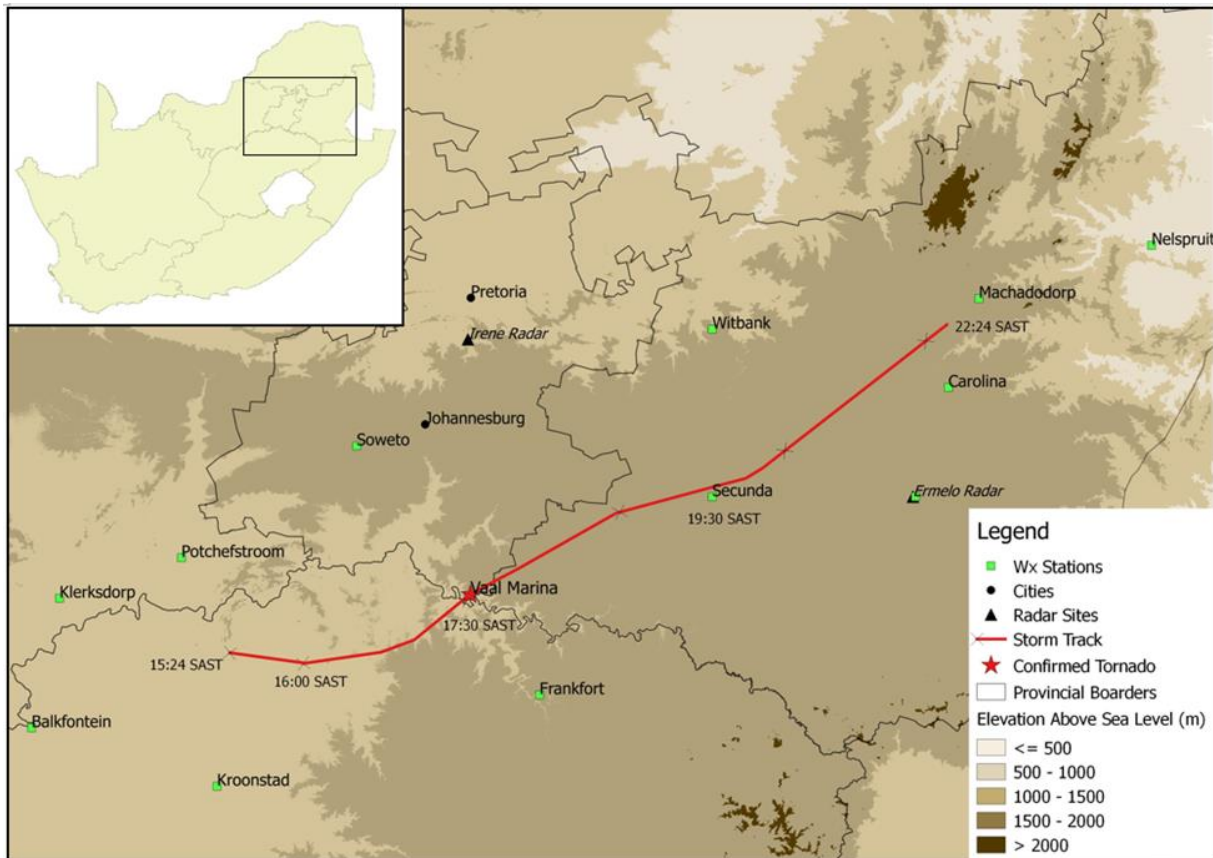 Nelspruit
Pretoria
Machadodorp
Irene Radar
Witbank
22:24 SAST
Carolina
Johannesburg
Soweto
Secunda
Ermelo Radar
19:30 SAST
Potchefstroom
Klerksdorp
Vaal Marina
17:30 SAST
15:24 SAST
16:00 SAST
Frankfort
Balkfontein
Kroonstad
Legend
Wx Stations
Cities
Radar Sites
Storm Track
Confirmed Tornado
Provincial Boarders
Elevation Above Sea Level (m)
<= 500
500 - 1000
1000 - 1500
1500 - 2000
> 2000